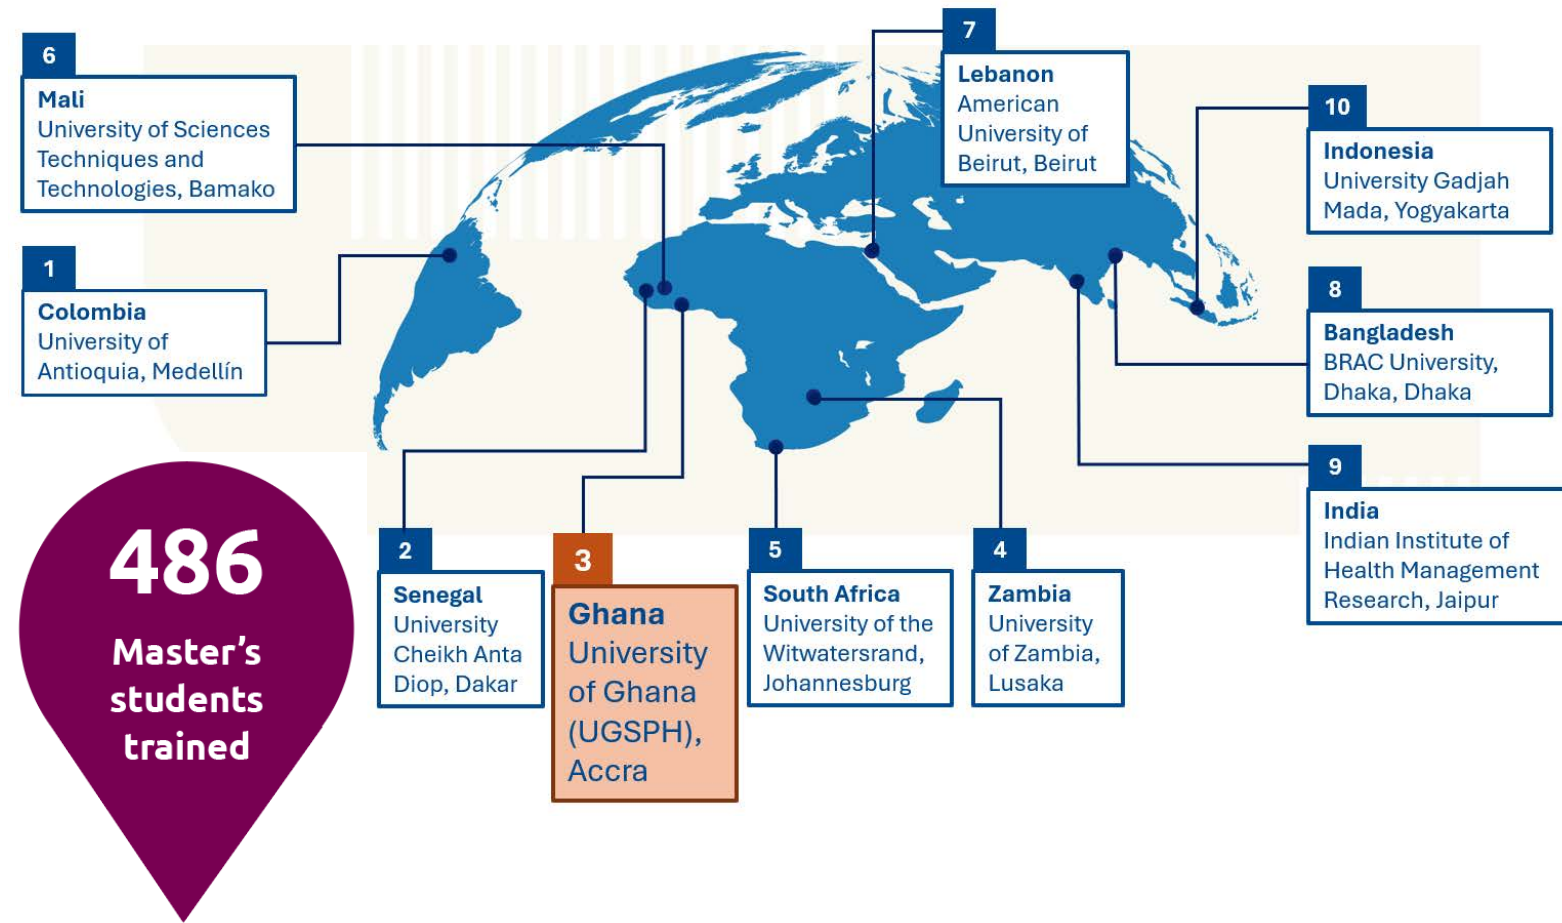 6
Mali
University of Sciences
Techniques and
Technologies, Bamako
7
Lebanon
American
University of
Beirut, Beirut
10
Indonesia
University Gadjah
Mada, Yogyakarta
1
Colombia
University of
Antioquia, Medellín
8
Bangladesh
BRAC University,
Dhaka, Dhaka
9
India
Indian Institute of
Health Management
Research, Jaipur
486
Master’s
students
trained
2
Senegal
University
Cheikh Anta
Diop, Dakar
3
Ghana
University
of Ghana
(UGSPH),
Accra
5
South Africa
University of the
Witwatersrand,
Johannesburg
4
Zambia
University
of Zambia,
Lusaka